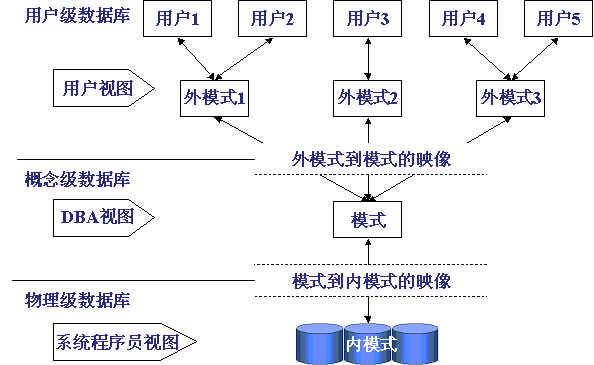 用户级数据库
用户1 用户2 用户3 用户4 用户5
用户视图
外模式1 外模式2 外模式3
外模式到模式的映像
概念级数据库
DBA视图
模式
模式到内模式的映像
物理级数据库
系统程序员视图
内模式